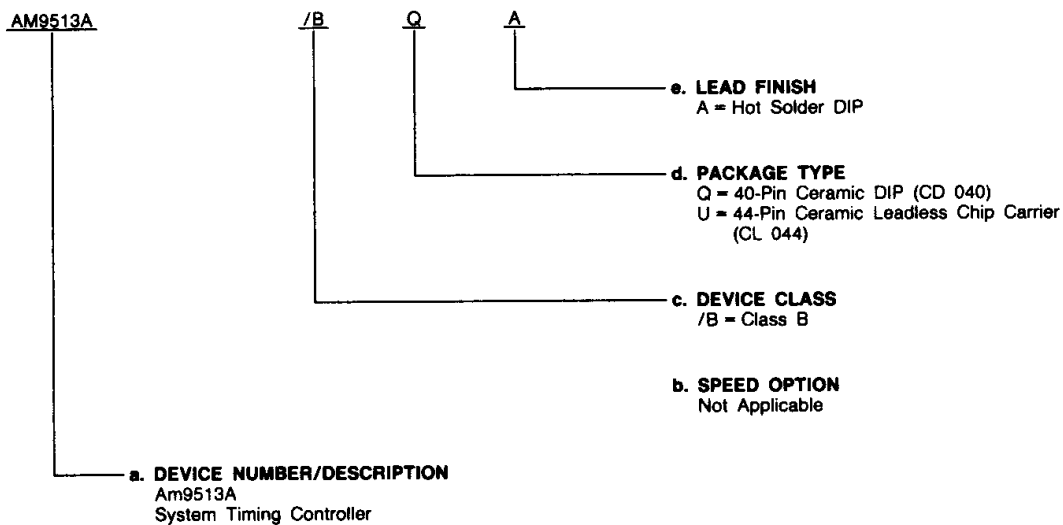 AM9513A /B Q A
e. LEAD FINISH
A = Hot Solder DIP
d. PACKAGE TYPE
Q = 40-Pin Ceramic DIP (CD 040)
U = 44-Pin Ceramic Leadless Chip Carrier
(CL 044)
c. DEVICE CLASS
/B = Class B
b. SPEED OPTION
Not Applicable
a. DEVICE NUMBER/DESCRIPTION
Am9513A
System Timing Controller